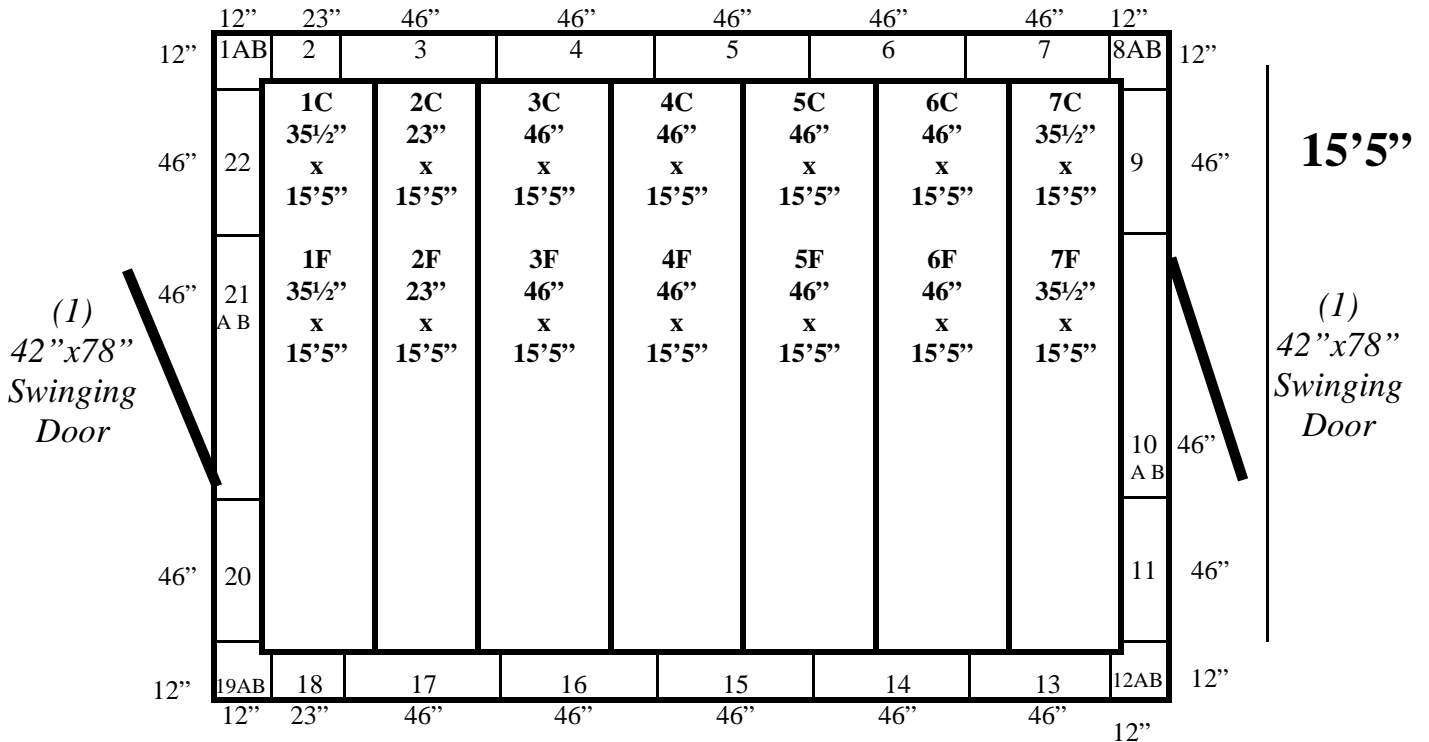 12” 23” 46” 46” 46” 46” 46” 12”
12” 1AB 2 3 4 5 6 7 8AB 12”
1C 2C 3C 4C 5C 6C 7C
35½” 23” 46” 46” 46” 46” 35½”
46” 22 x x x x x x x 9 46” 15’5”
15’5” 15’5” 15’5” 15’5” 15’5” 15’5” 15’5”
1F 2F 3F 4F 5F 6F 7F
46” 21 35½” 23” 46” 46” 46” 46” 35½”
A B x x x x x x x
15’5” 15’5” 15’5” 15’5” 15’5” 15’5” 15’5”
(1)
42”x78”
Swinging
Door
(1)
42”x78”
Swinging
Door
10 46”
A B
46” 20 11 46”
12” 19AB 18 17 16 15 14 13 12AB 12”
12” 23” 46” 46” 46” 46” 46” 12”